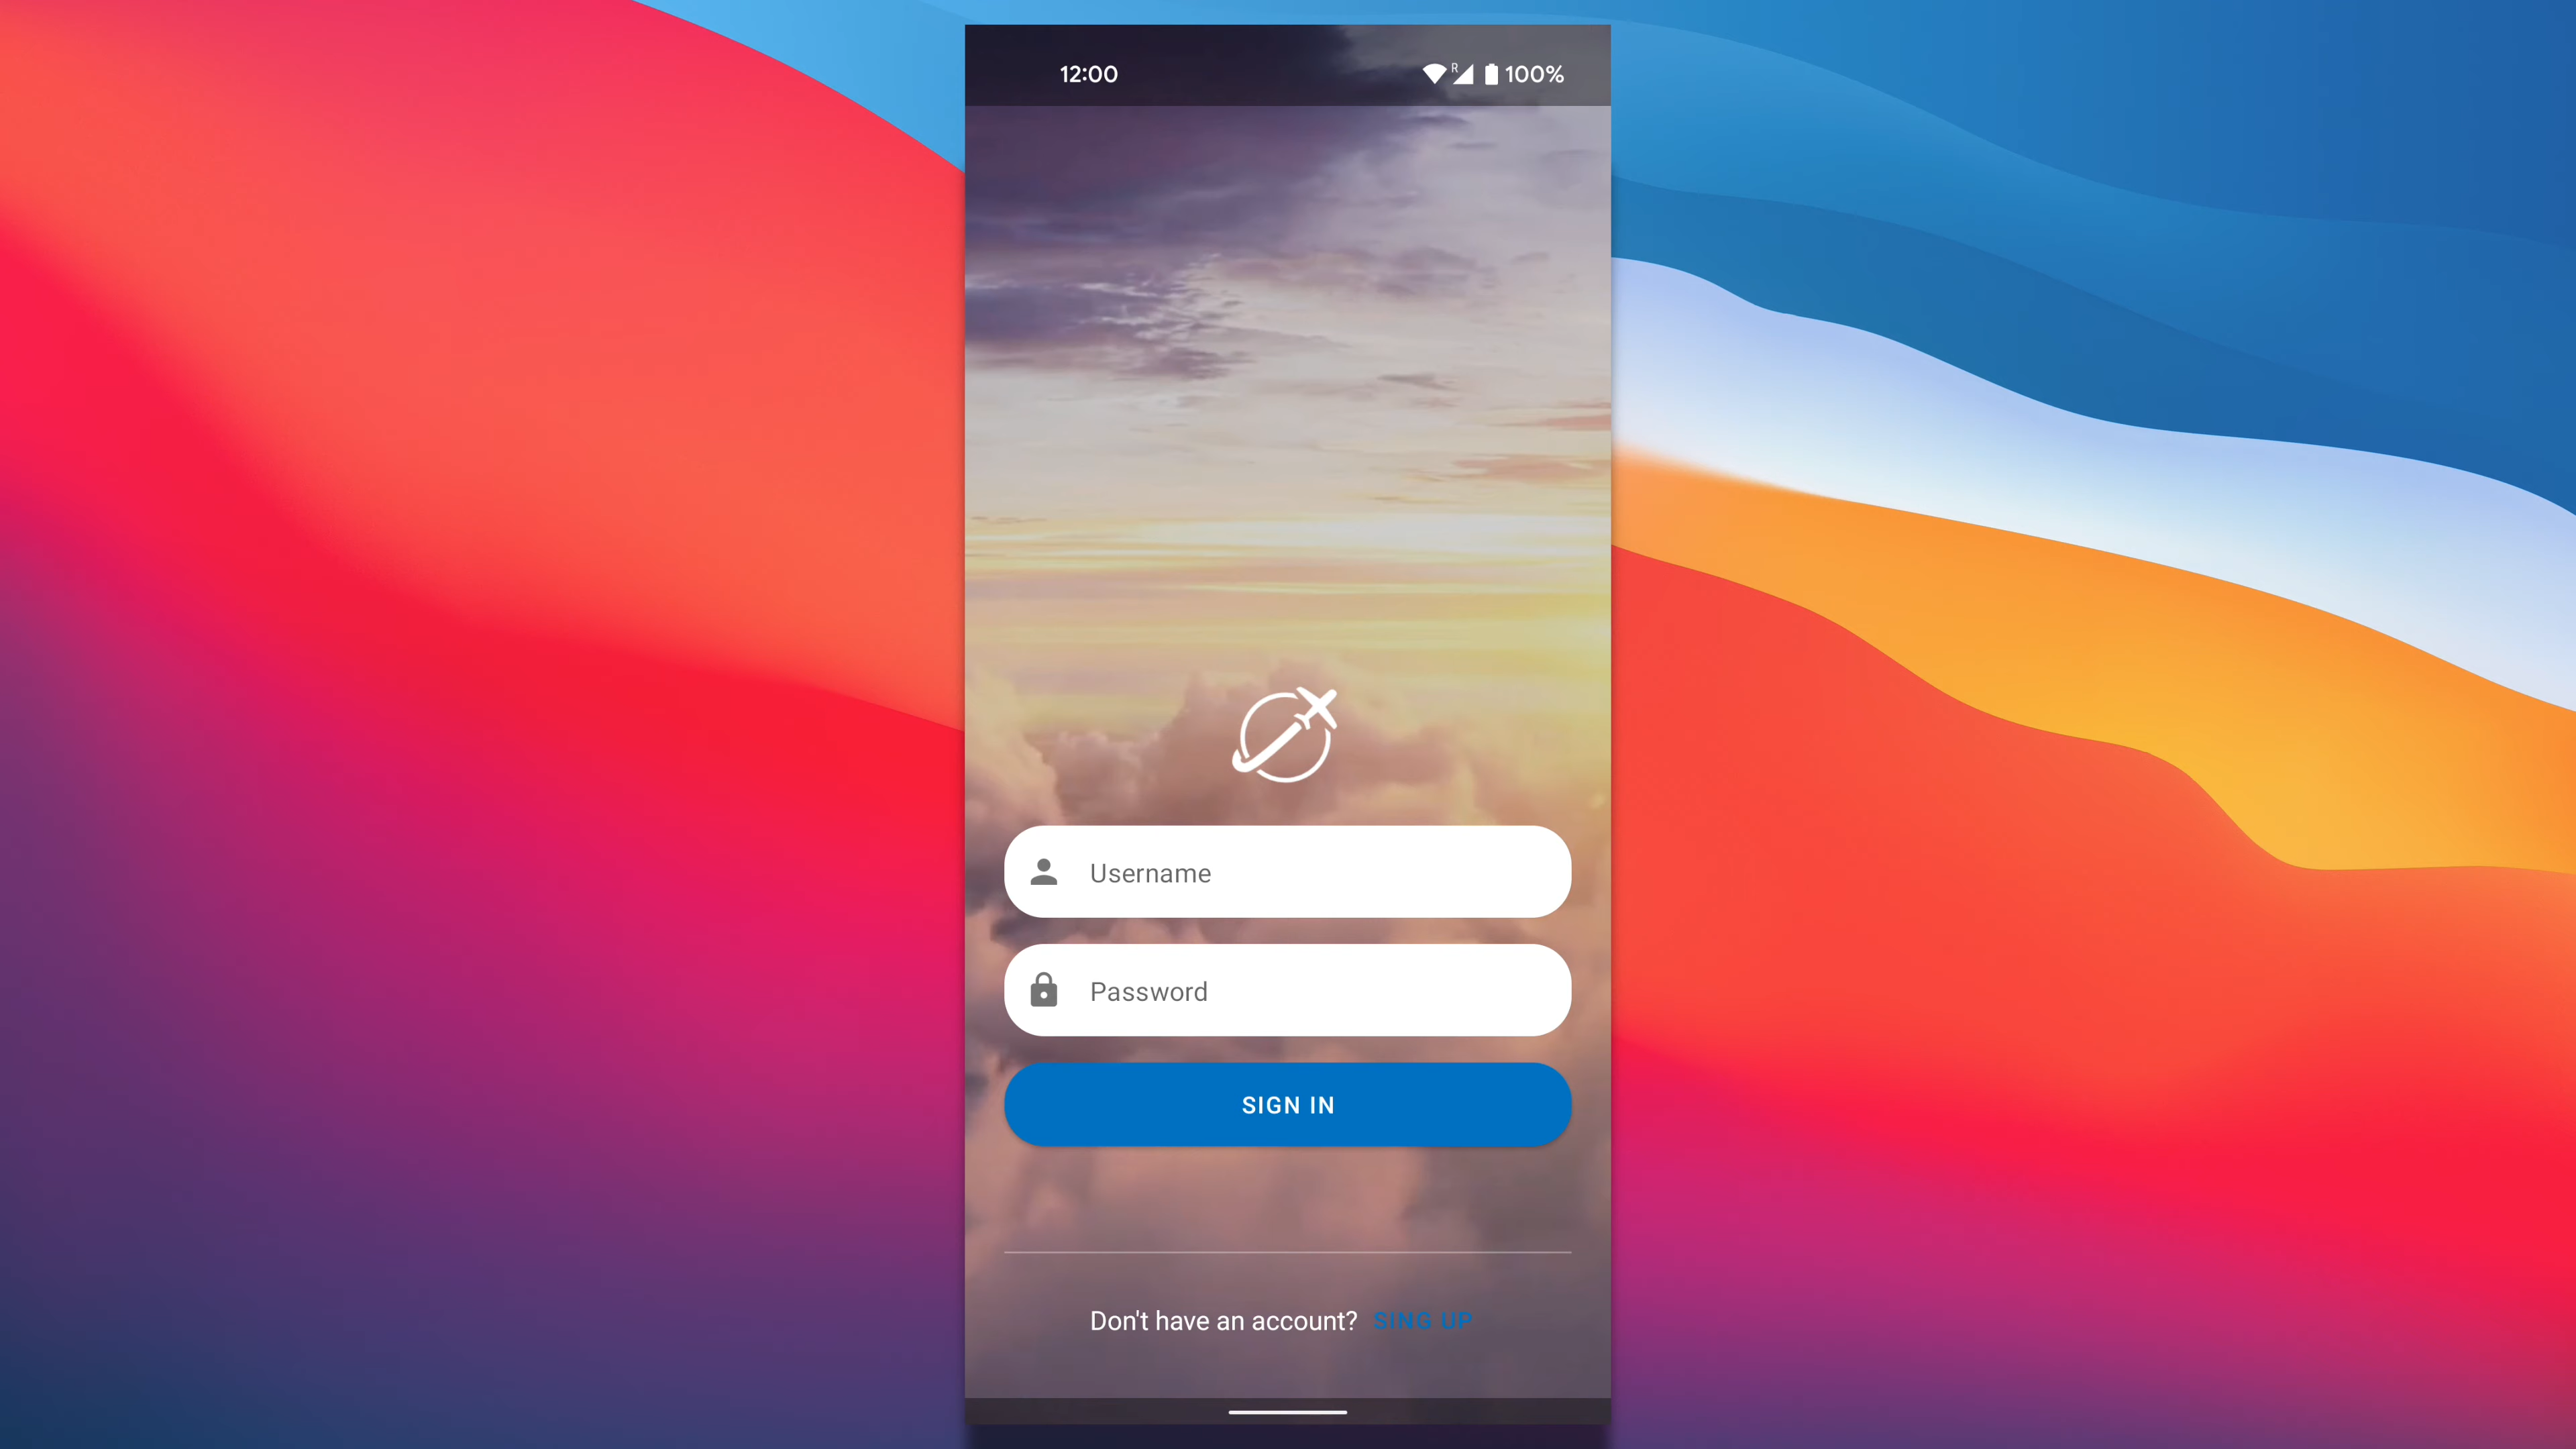 12:00 R 100%
Username
Password
SIGN IN
Don't have an account? SING UP